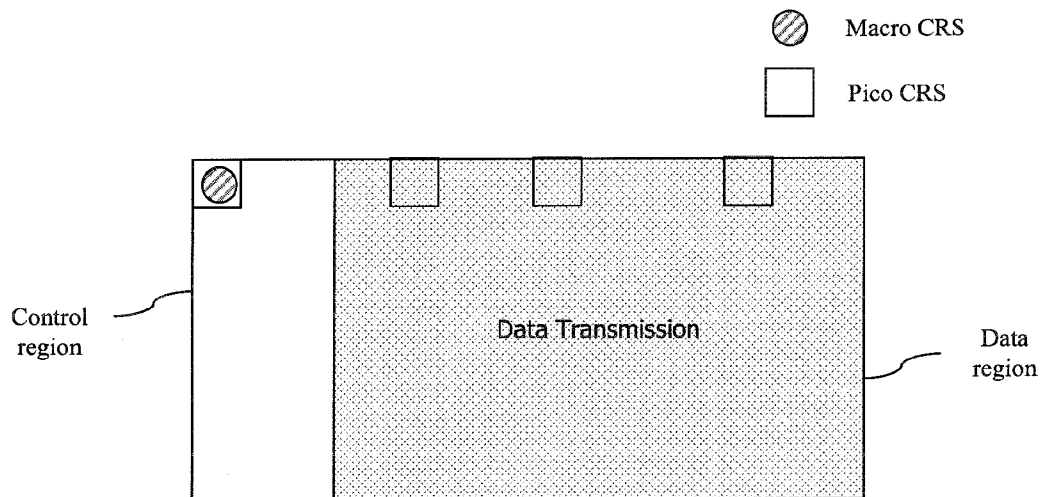 Macro CRS
Pico CRS
Control
region
Data Transmission
Data
region